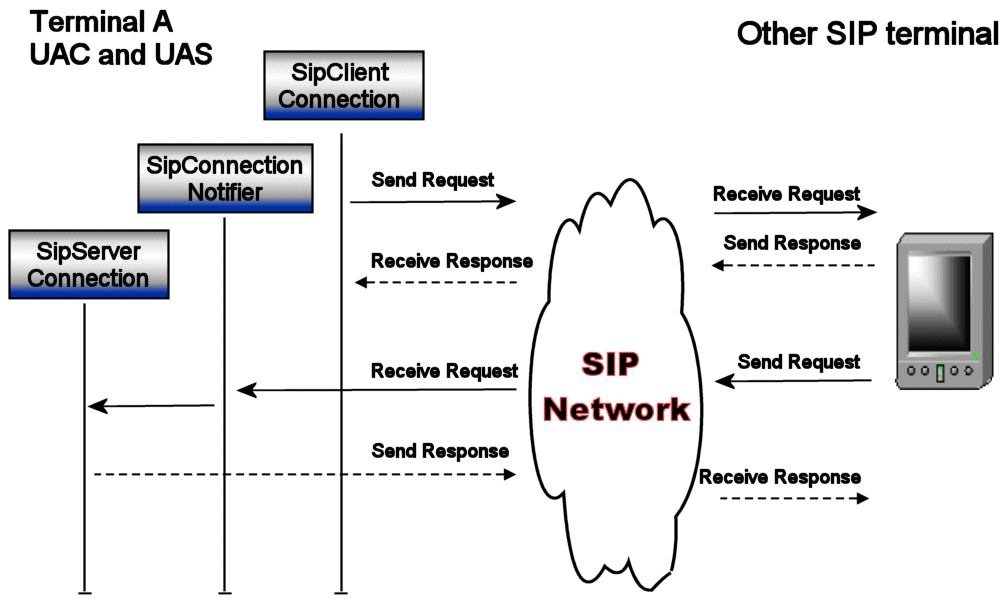 Terminal A
UAC and UAS
Other SIP terminal
SipClient
Connection
SipConnection
Notifier
SipServer
Connection
Send Request
Receive Request
Send Response
Receive Response
SIP
Network
Send Request
Receive Request
Send Response
Receive Response